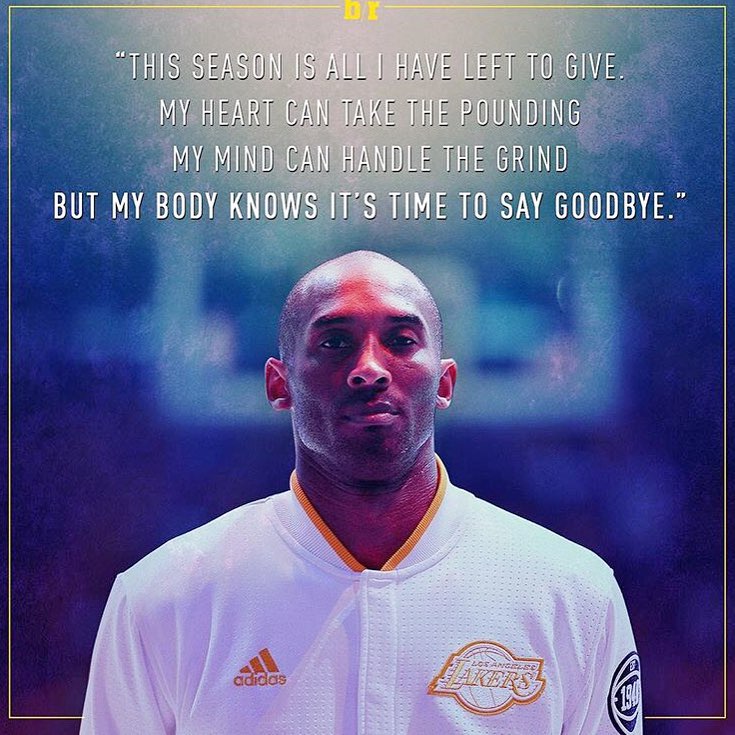 br
“THIS SEASON IS ALL I HAVE LEFT TO GIVE.
MY HEART CAN TAKE THE POUNDING
MY MIND CAN HANDLE THE GRIND
BUT MY BODY KNOWS IT’S TIME TO SAY GOODBYE.”
adidas
LOS ANGELES
LAKERS